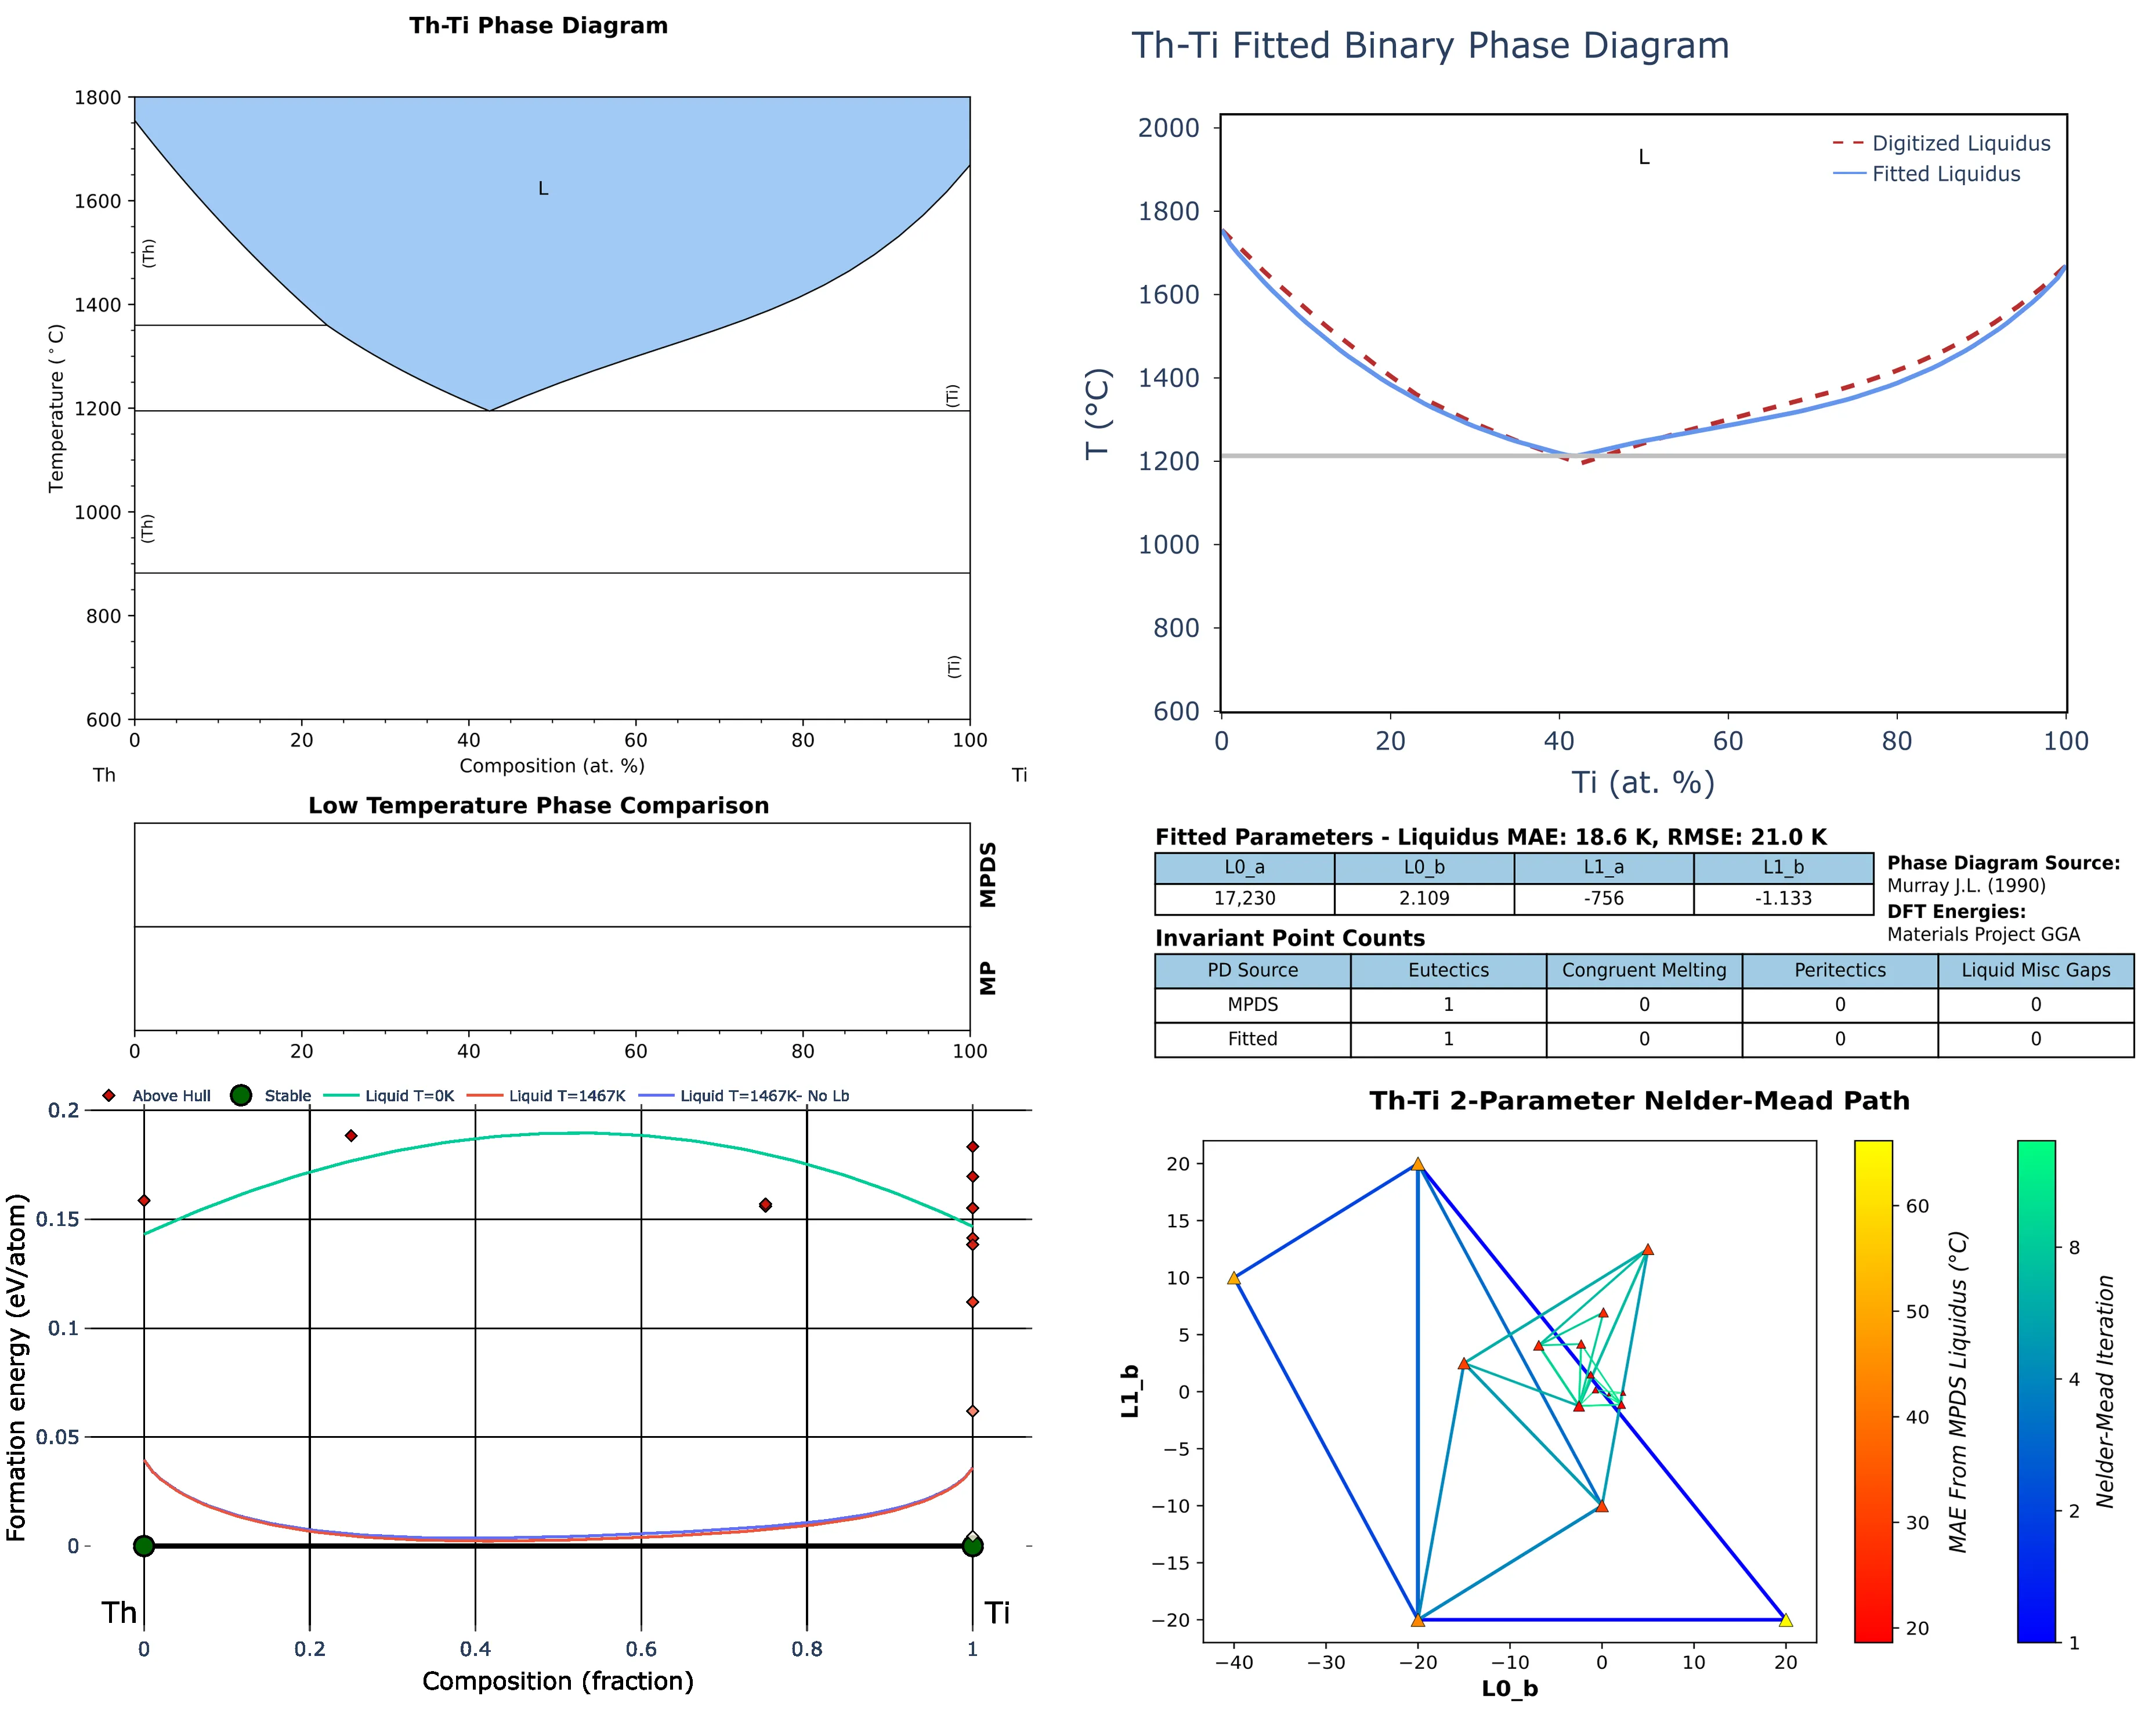 Th-Ti Phase Diagram
1800
1600
1400
1200
1000
800
600
Temperature (°C)
L
(Th)
(Ti)
(Th)
(Ti)
0
20
40
60
80
100
Composition (at. %)
Th
Ti
Low Temperature Phase Comparison
MPDS
MP
0
20
40
60
80
100
Th-Ti Fitted Binary Phase Diagram
2000
1800
1600
1400
1200
1000
800
600
T (°C)
L
Digitized Liquidus
Fitted Liquidus
0
20
40
60
80
100
Ti (at. %)
Fitted Parameters - Liquidus MAE: 18.6 K, RMSE: 21.0 K
L0_a L0_b L1_a L1_b
17,230 2.109 -756 -1.133
Phase Diagram Source:
Murray J.L. (1990)
DFT Energies:
Materials Project GGA
Invariant Point Counts
PD Source Eutectics Congruent Melting Peritectics Liquid Misc Gaps
MPDS 1 0 0 0
Fitted 1 0 0 0
Above Hull Stable Liquid T=0K Liquid T=1467K Liquid T=1467K- No Lb
0.2
0.15
0.1
0.05
0
Formation energy (eV/atom)
Th
Ti
0
0.2
0.4
0.6
0.8
1
Composition (fraction)
Th-Ti 2-Parameter Nelder-Mead Path
20
15
10
5
0
−5
−10
−15
−20
L1_b
−40
−30
−20
−10
0
10
20
L0_b
60
50
40
30
20
MAE From MPDS Liquidus (°C)
8
4
2
1
Nelder-Mead Iteration